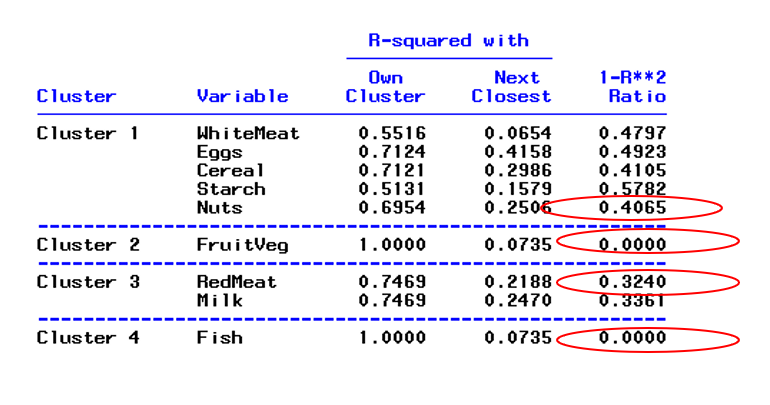 R-squared with
Own Next 1-R**2
Cluster Variable Cluster Closest Ratio
Cluster 1 WhiteMeat 0.5516 0.0654 0.4797
Eggs 0.7124 0.4158 0.4923
Cereal 0.7121 0.2986 0.4105
Starch 0.5131 0.1579 0.5782
Nuts 0.6954 0.2506 0.4065
Cluster 2 FruitVeg 1.0000 0.0735 0.0000
Cluster 3 RedMeat 0.7469 0.2188 0.3240
Milk 0.7469 0.2470 0.3361
Cluster 4 Fish 1.0000 0.0735 0.0000